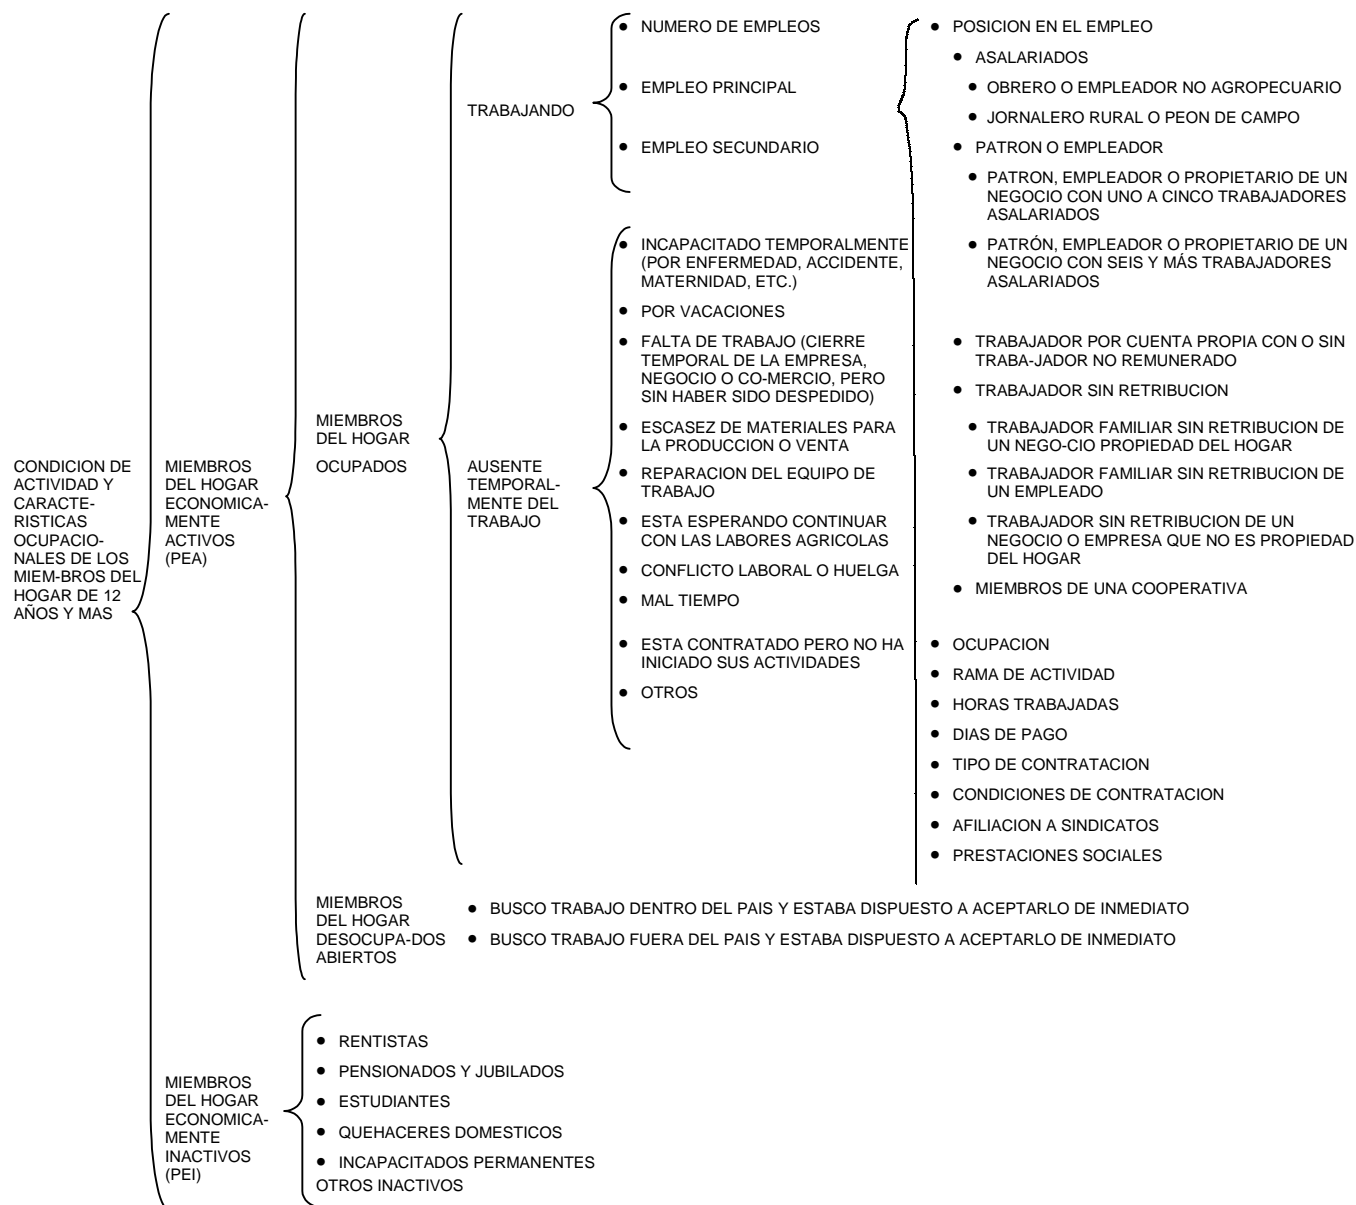 CONDICION DE
ACTIVIDAD Y
CARACTE-
RISTICAS
OCUPACIO-
NALES DE LOS
MIEM-BROS DEL
HOGAR DE 12
AÑOS Y MAS
MIEMBROS
DEL HOGAR
ECONOMICA-
MENTE
ACTIVOS
(PEA)
MIEMBROS
DEL HOGAR
OCUPADOS
TRABAJANDO
• NUMERO DE EMPLEOS
• EMPLEO PRINCIPAL
• EMPLEO SECUNDARIO
AUSENTE
TEMPORAL-
MENTE DEL
TRABAJO
• INCAPACITADO TEMPORALMENTE
(POR ENFERMEDAD, ACCIDENTE,
MATERNIDAD, ETC.)
• POR VACACIONES
• FALTA DE TRABAJO (CIERRE
TEMPORAL DE LA EMPRESA,
NEGOCIO O CO-MERCIO, PERO
SIN HABER SIDO DESPEDIDO)
• ESCASEZ DE MATERIALES PARA
LA PRODUCCION O VENTA
• REPARACION DEL EQUIPO DE
TRABAJO
• ESTA ESPERANDO CONTINUAR
CON LAS LABORES AGRICOLAS
• CONFLICTO LABORAL O HUELGA
• MAL TIEMPO
• ESTA CONTRATADO PERO NO HA
INICIADO SUS ACTIVIDADES
• OTROS
• POSICION EN EL EMPLEO
• ASALARIADOS
• OBRERO O EMPLEADOR NO AGROPECUARIO
• JORNALERO RURAL O PEON DE CAMPO
• PATRON O EMPLEADOR
• PATRON, EMPLEADOR O PROPIETARIO DE UN
NEGOCIO CON UNO A CINCO TRABAJADORES
ASALARIADOS
• PATRÓN, EMPLEADOR O PROPIETARIO DE UN
NEGOCIO CON SEIS Y MÁS TRABAJADORES
ASALARIADOS
• TRABAJADOR POR CUENTA PROPIA CON O SIN
TRABA-JADOR NO REMUNERADO
• TRABAJADOR SIN RETRIBUCION
• TRABAJADOR FAMILIAR SIN RETRIBUCION DE
UN NEGO-CIO PROPIEDAD DEL HOGAR
• TRABAJADOR FAMILIAR SIN RETRIBUCION DE
UN EMPLEADO
• TRABAJADOR SIN RETRIBUCION DE UN
NEGOCIO O EMPRESA QUE NO ES PROPIEDAD
DEL HOGAR
• MIEMBROS DE UNA COOPERATIVA
• OCUPACION
• RAMA DE ACTIVIDAD
• HORAS TRABAJADAS
• DIAS DE PAGO
• TIPO DE CONTRATACION
• CONDICIONES DE CONTRATACION
• AFILIACION A SINDICATOS
• PRESTACIONES SOCIALES
MIEMBROS
DEL HOGAR
DESOCUPA-DOS
ABIERTOS
• BUSCO TRABAJO DENTRO DEL PAIS Y ESTABA DISPUESTO A ACEPTARLO DE INMEDIATO
• BUSCO TRABAJO FUERA DEL PAIS Y ESTABA DISPUESTO A ACEPTARLO DE INMEDIATO
MIEMBROS
DEL HOGAR
ECONOMICA-
MENTE
INACTIVOS
(PEI)
• RENTISTAS
• PENSIONADOS Y JUBILADOS
• ESTUDIANTES
• QUEHACERES DOMESTICOS
• INCAPACITADOS PERMANENTES
OTROS INACTIVOS